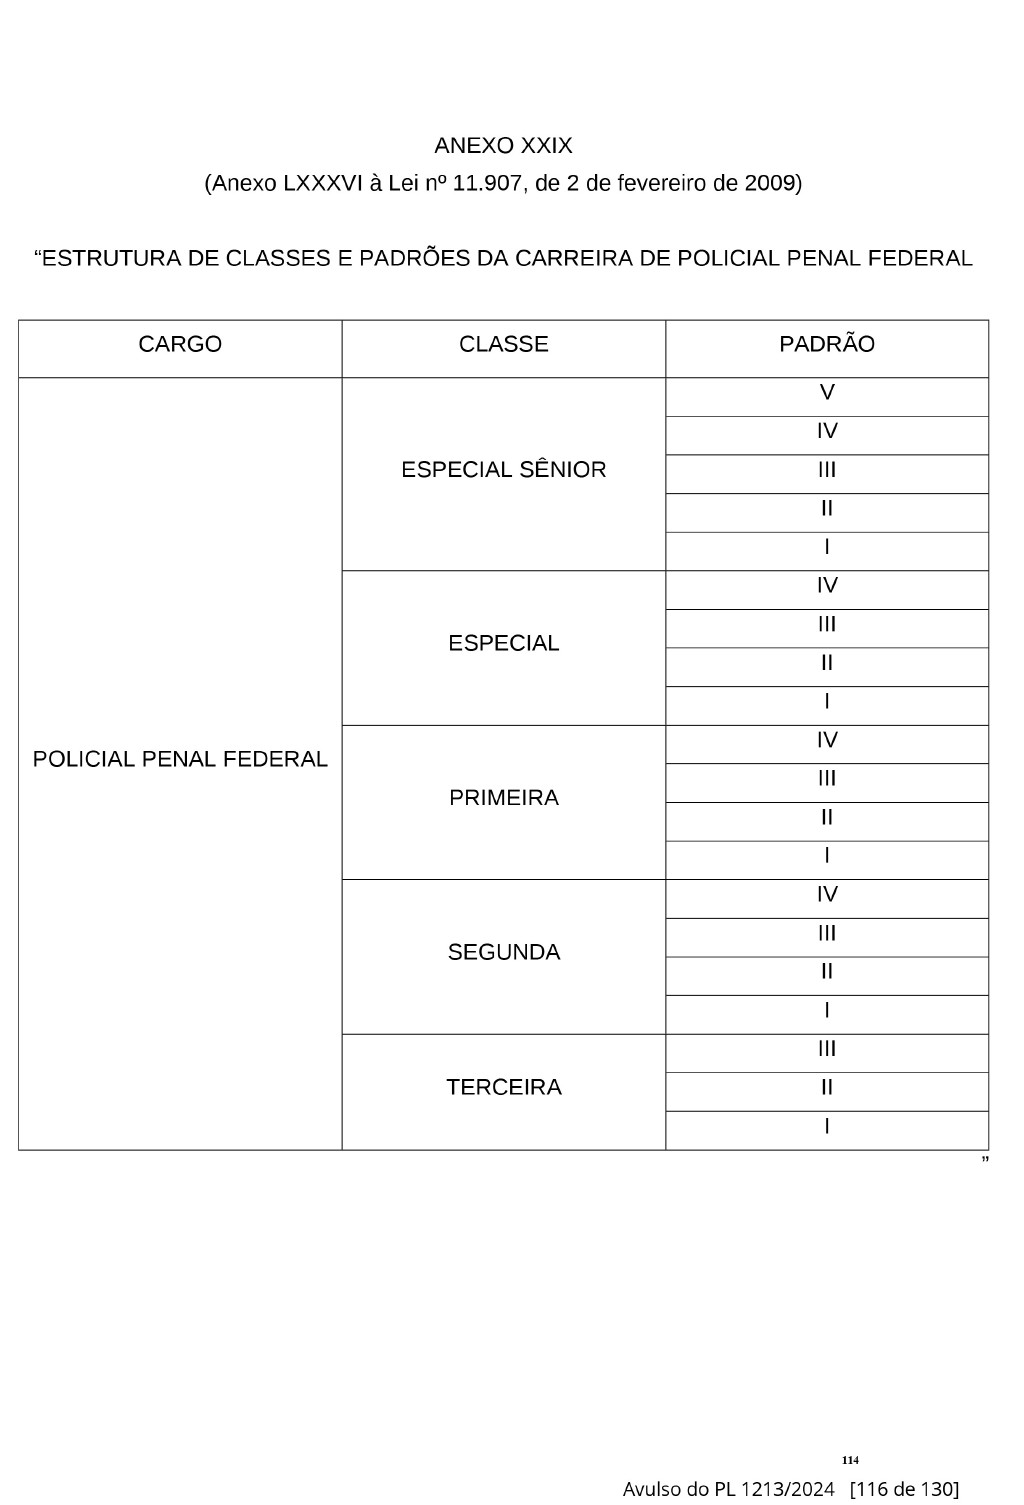 ANEXO XXIX
(Anexo LXXXVI à Lei nº 11.907, de 2 de fevereiro de 2009)
“ESTRUTURA DE CLASSES E PADRÕES DA CARREIRA DE POLICIAL PENAL FEDERAL
CARGO CLASSE PADRÃO
POLICIAL PENAL FEDERAL
ESPECIAL SÊNIOR
V
IV
III
II
I
ESPECIAL
IV
III
II
I
PRIMEIRA
IV
III
II
I
SEGUNDA
IV
III
II
I
TERCEIRA
III
II
I
”
114
Avulso do PL 1213/2024 [116 de 130]